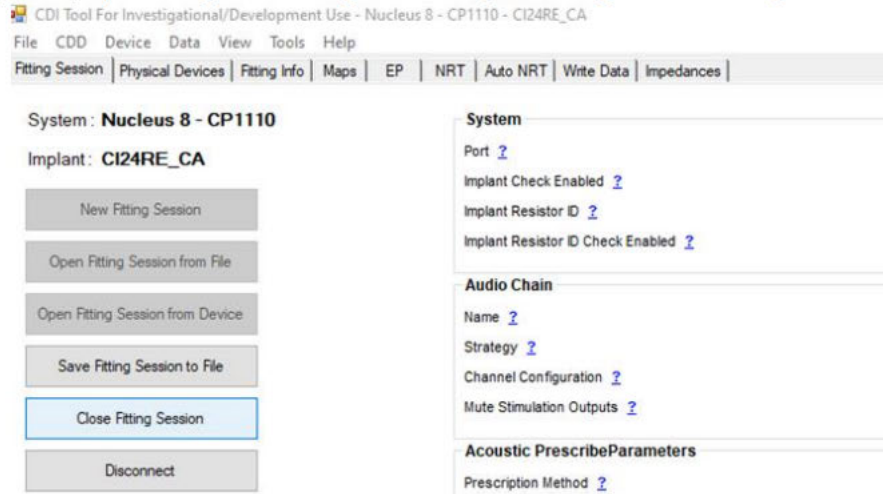 CDI Tool For Investigational/Development Use - Nucleus 8 - CP1110 - CI24RE_CA
File CDD Device Data View Tools Help
Fitting Session Physical Devices Fitting Info Maps EP NRT Auto NRT Write Data Impedances
System : Nucleus 8 - CP1110
Implant : CI24RE_CA
New Fitting Session
Open Fitting Session from File
Open Fitting Session from Device
Save Fitting Session to File
Close Fitting Session
Disconnect
System
Port ?
Implant Check Enabled ?
Implant Resistor ID ?
Implant Resistor ID Check Enabled ?
Audio Chain
Name ?
Strategy ?
Channel Configuration ?
Mute Stimulation Outputs ?
Acoustic PrescribeParameters
Prescription Method ?